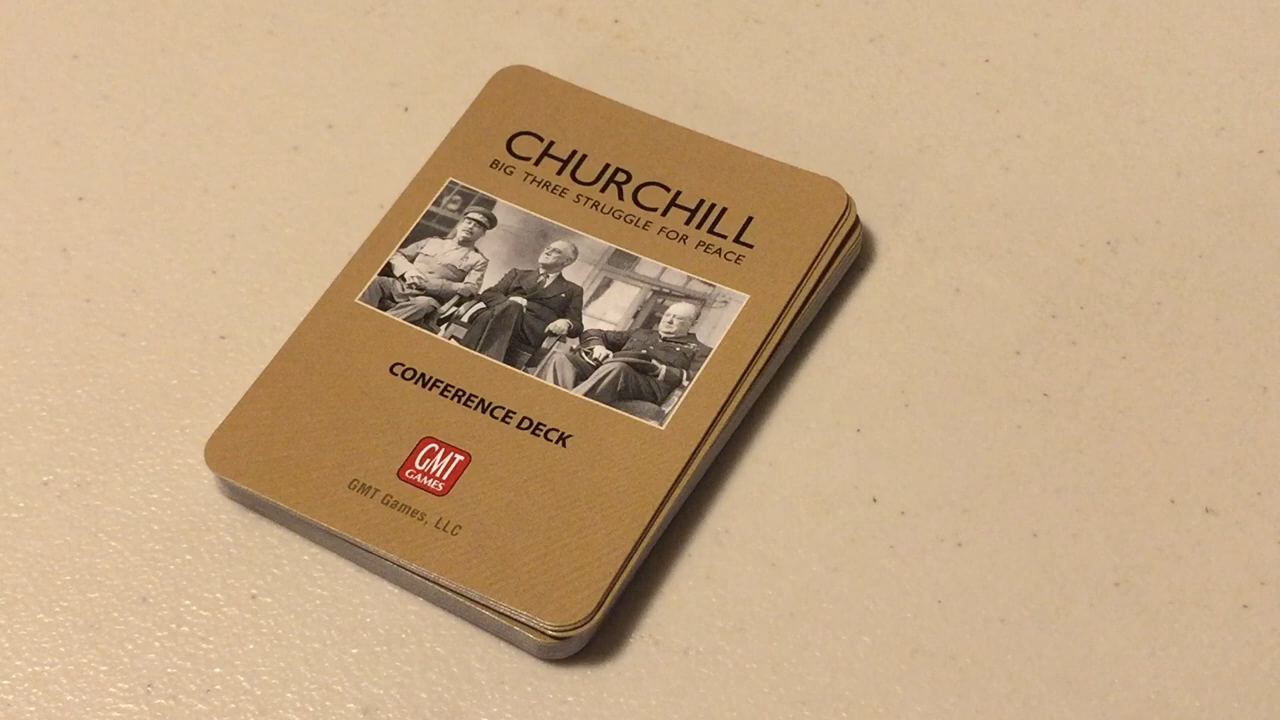 CHURCHILL
BIG THREE STRUGGLE FOR PEACE
CONFERENCE DECK
GMT
GAMES
GMT Games, LLC